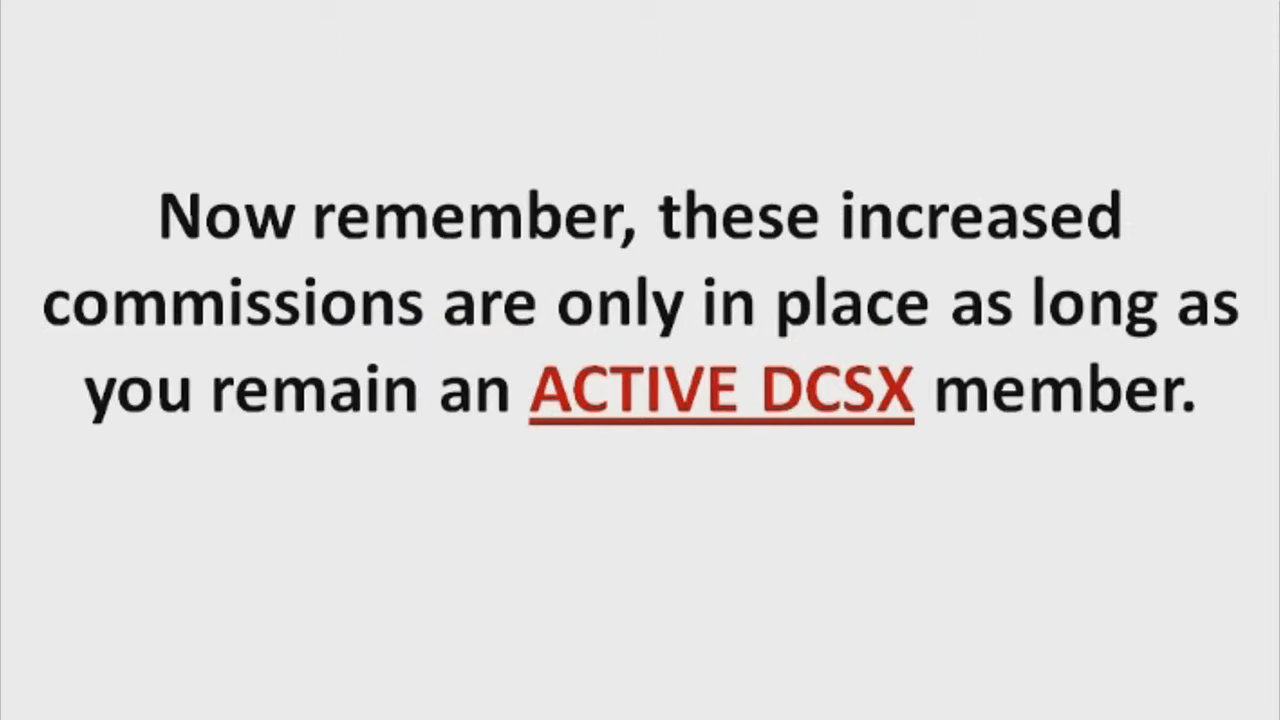 Now remember, these increased
commissions are only in place as long as
you remain an ACTIVE DCSX member.